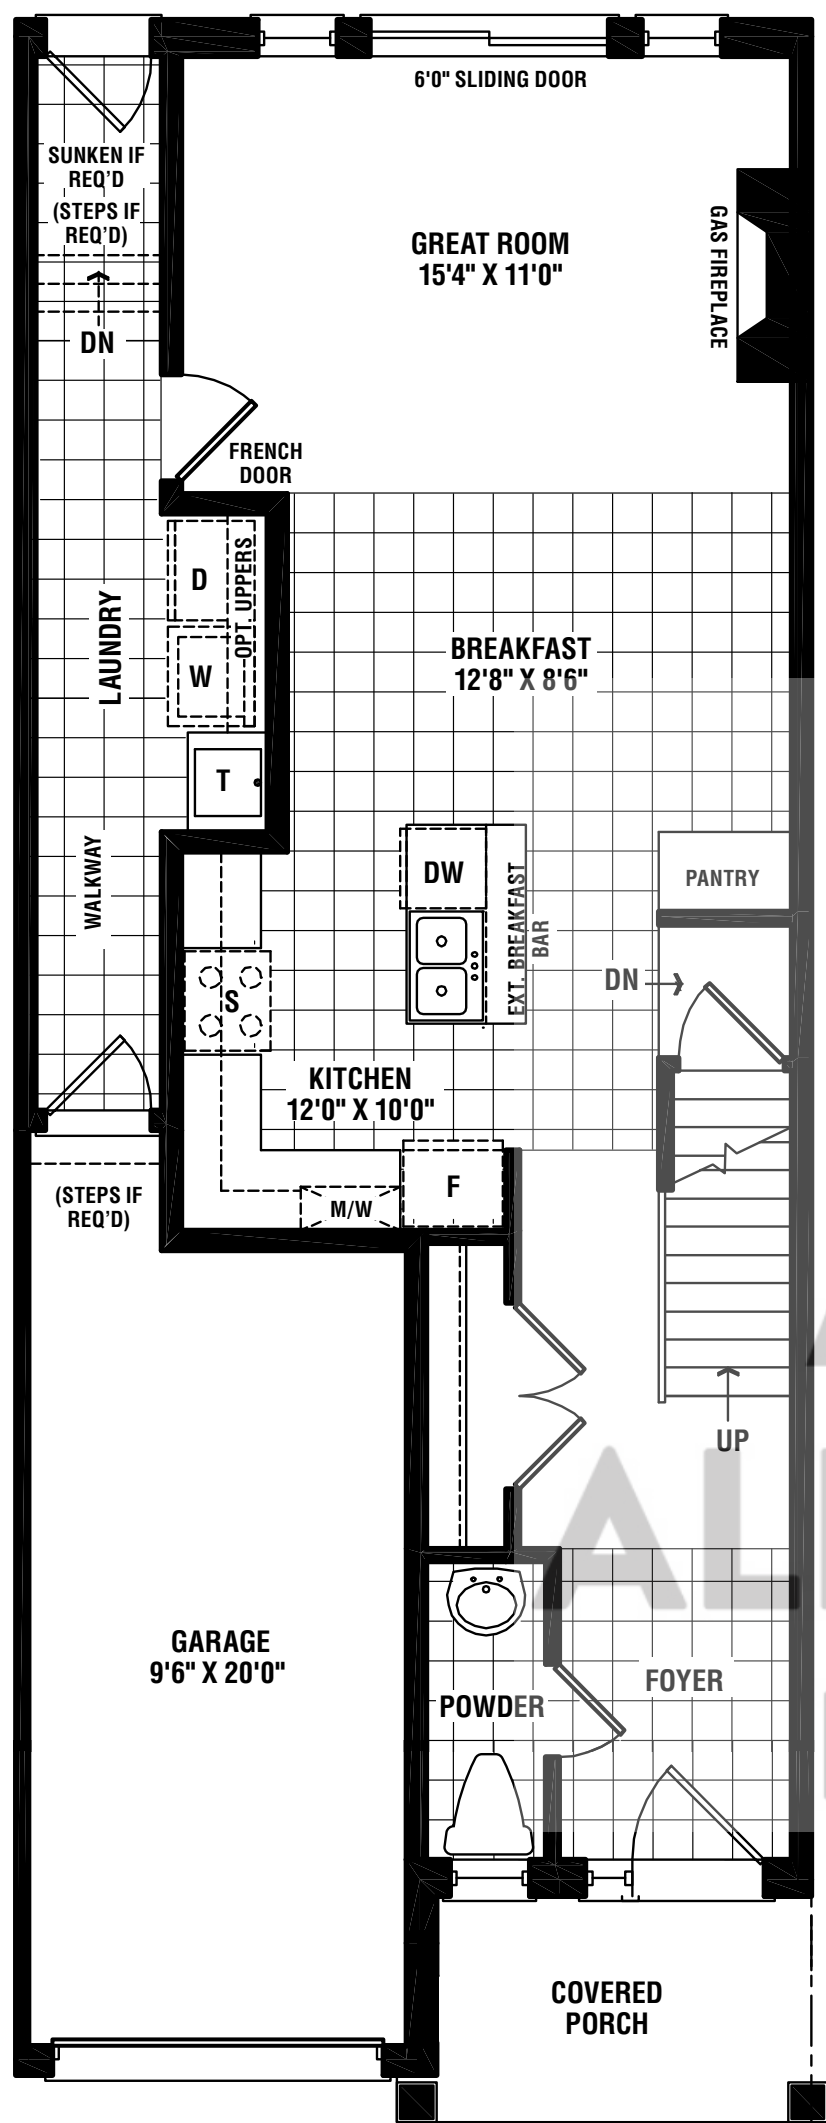 6'0" SLIDING DOOR
SUNKEN IF
REQ'D
(STEPS IF
REQ'D)
DN
GREAT ROOM
15'4" X 11'0"
GAS FIREPLACE
FRENCH
DOOR
D
OPT. UPPERS
LAUNDRY
W
T
BREAKFAST
12'8" X 8'6"
WALKWAY
DW
EXT. BREAKFAST
BAR
PANTRY
DN
S
KITCHEN
12'0" X 10'0"
F
M/W
(STEPS IF
REQ'D)
UP
GARAGE
9'6" X 20'0"
POWDER
FOYER
COVERED
PORCH